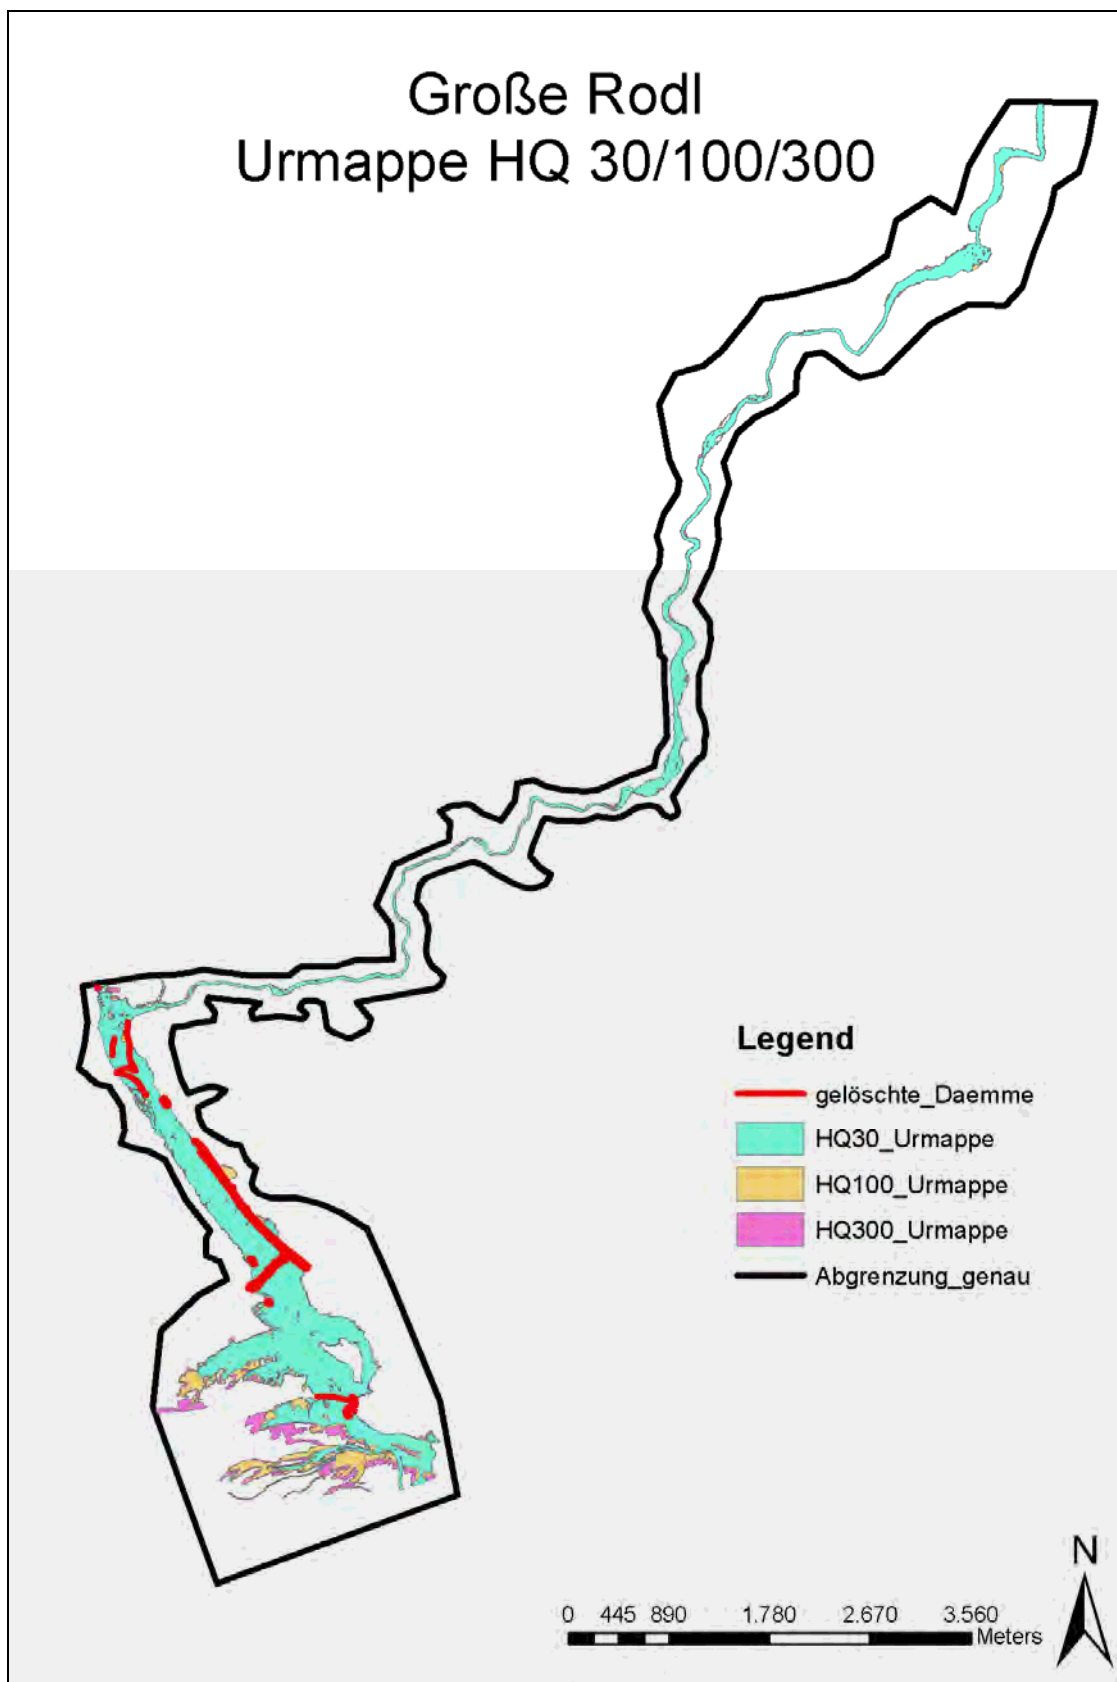 Große Rodl
Urmappe HQ 30/100/300
Legend
gelöschte_Daemme
HQ30_Urmappe
HQ100_Urmappe
HQ300_Urmappe
Abgrenzung_genau
N
0 445 890 1.780 2.670 3.560
Meters